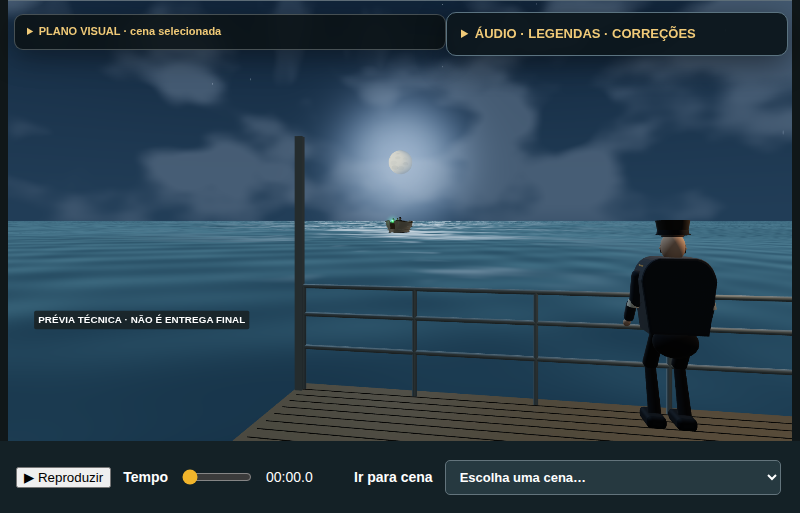 ▶ PLANO VISUAL · cena selecionada
▶ ÁUDIO · LEGENDAS · CORREÇÕES
PRÉVIA TÉCNICA · NÃO É ENTREGA FINAL
▶ Reproduzir Tempo 00:00.0 Ir para cena Escolha uma cena…